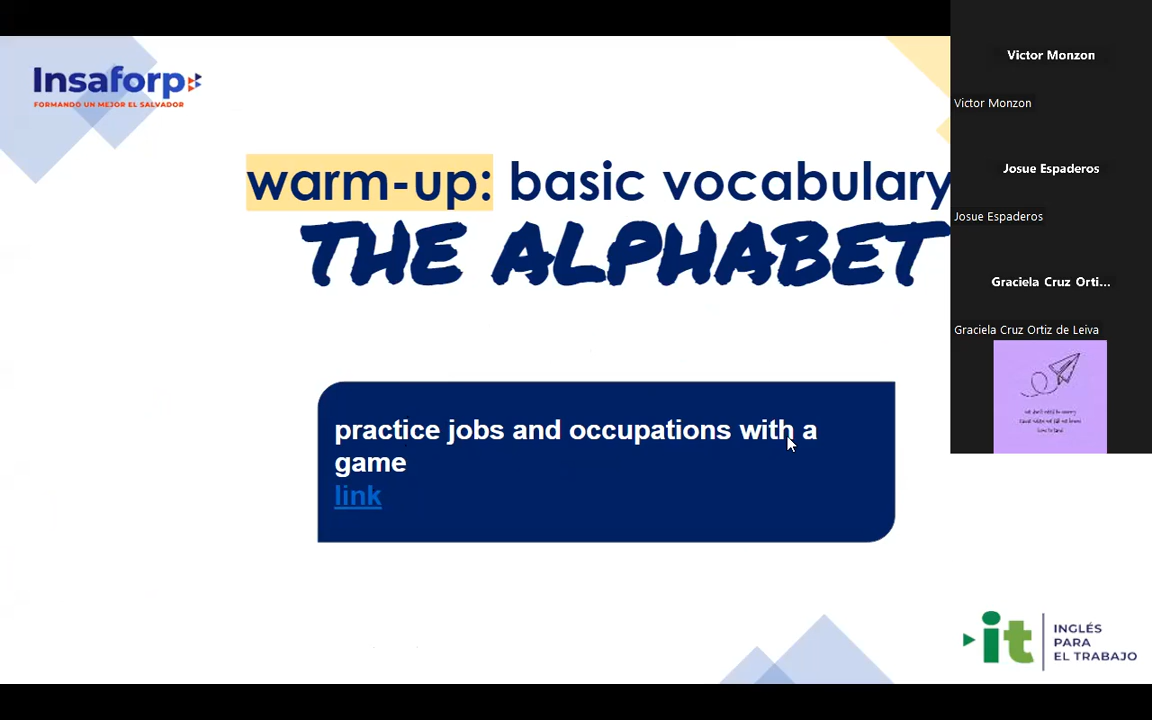 Insaforp
FORMANDO UN MEJOR EL SALVADOR
warm-up: basic vocabulary
THE ALPHABET
practice jobs and occupations with a
game
link
Victor Monzon
Victor Monzon
Josue Espaderos
Josue Espaderos
Graciela Cruz Orti...
Graciela Cruz Ortiz de Leiva
it
INGLÉS
PARA
EL TRABAJO